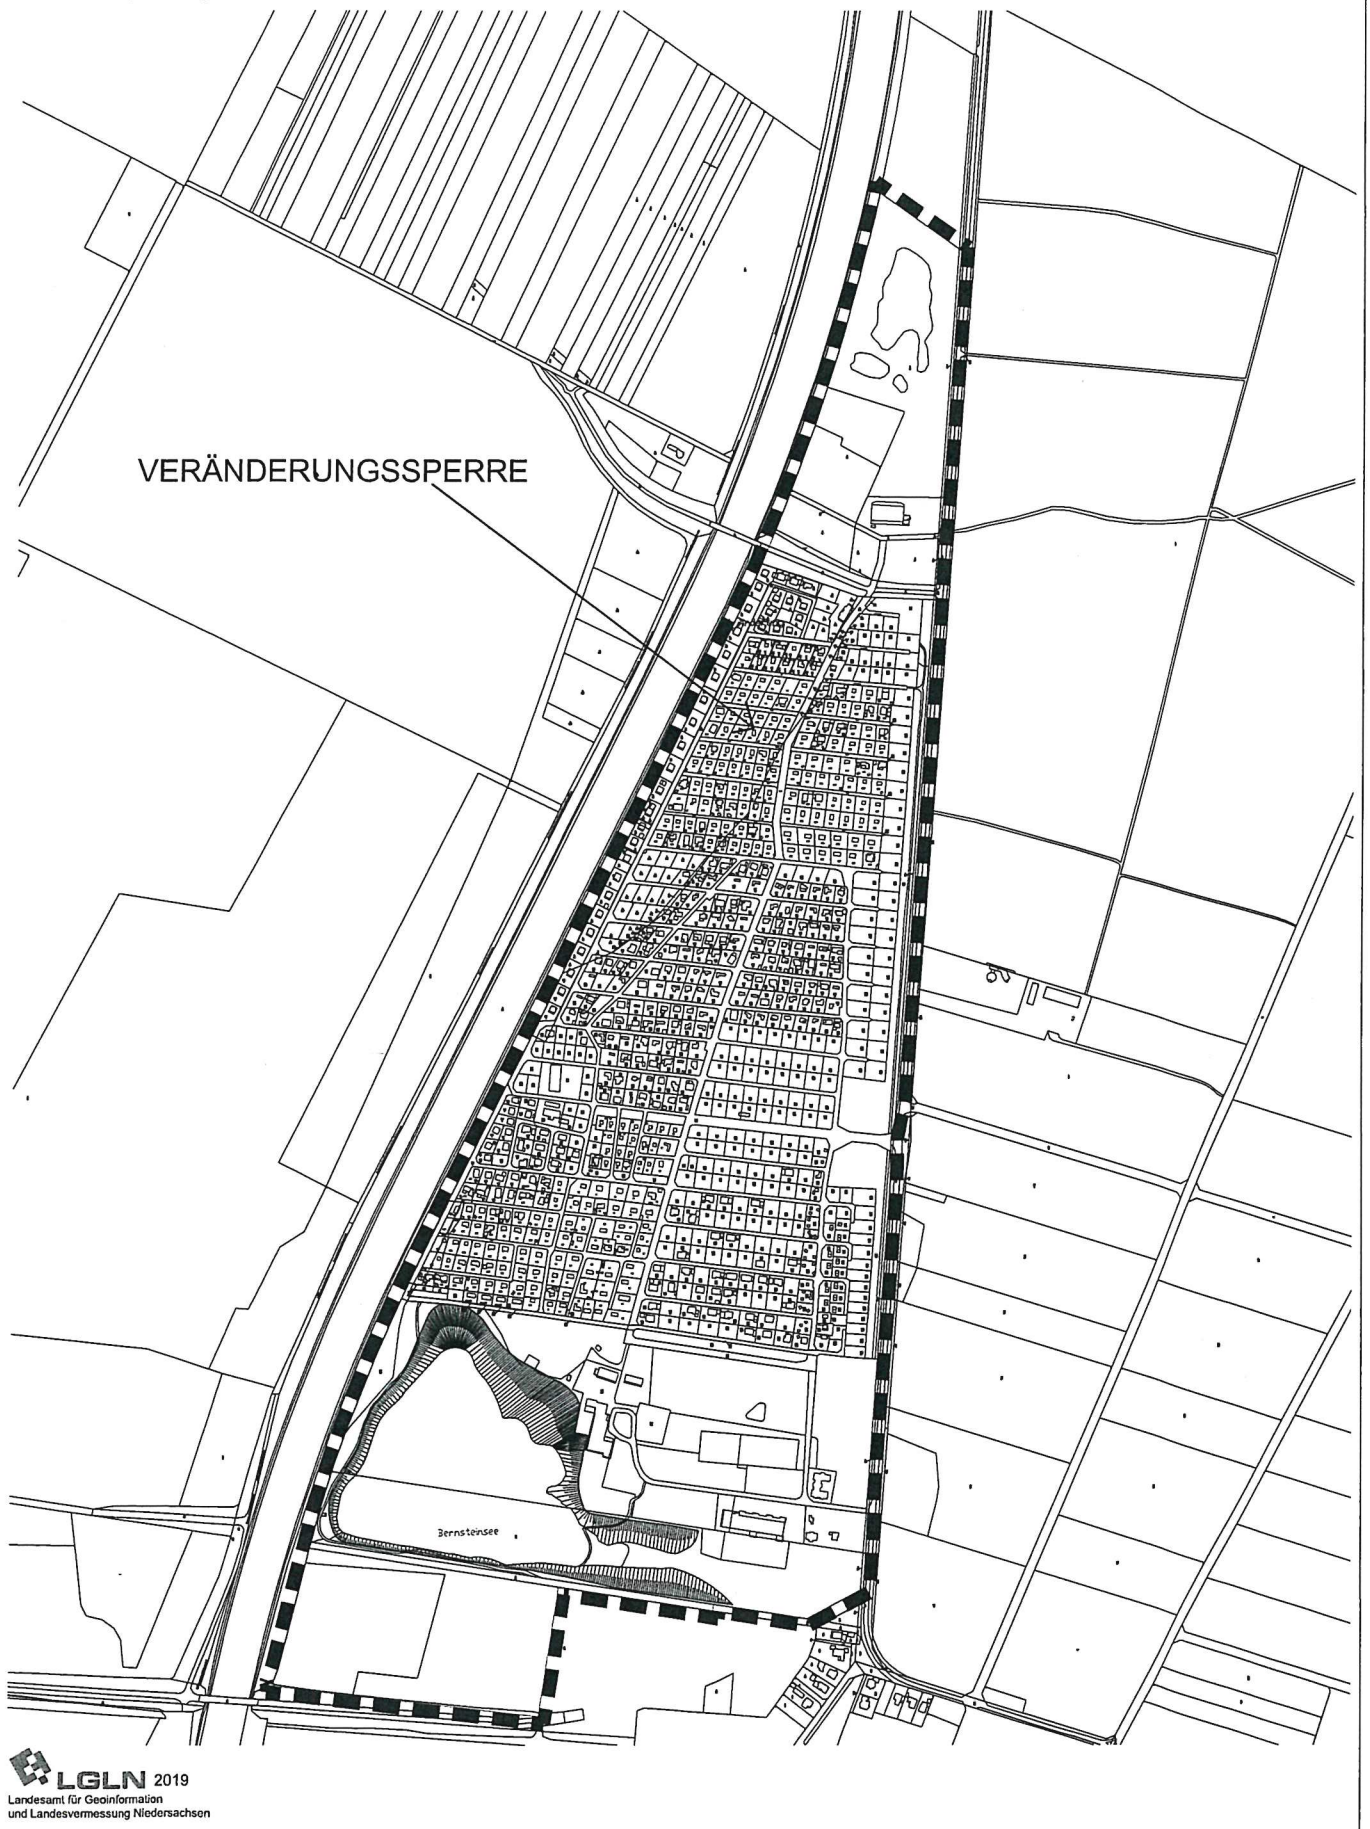 VERÄNDERUNGSSPERRE
Bernsteinsee
LGLN 2019
Landesamt für Geoinformation
und Landesvermessung Niedersachsen